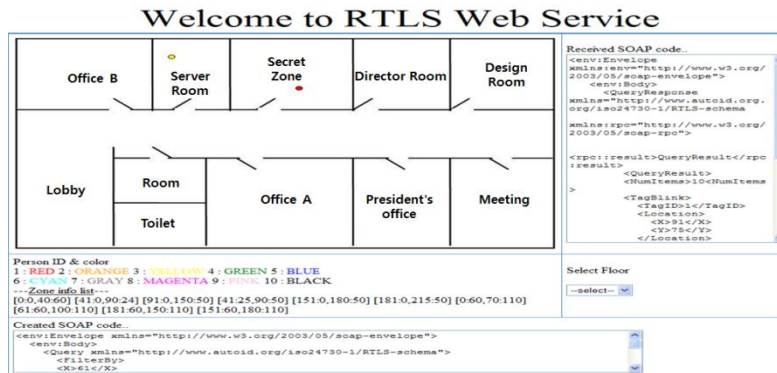 Welcome to RTLS Web Service
Office B
Server
Room
Secret
Zone
Director Room
Design
Room
Lobby
Room
Toilet
Office A
President's
office
Meeting
Received SOAP code..
<env:Envelope
xmlns:env="http://www.w3.org/
2003/05/soap-envelope">
<env:Body>
<QueryResponse
xmlns="http://www.autoid.org.
org/iso24730-1/RTLS-schema
xmlns:rpc="http://www.w3.org/
2003/05/soap-rpc">
<rpc::result>QueryResult</rpc
:result>
<QueryResult>
<NumItems>10<NumItems
>
<TagBlink>
<TagID>1</TagID>
<Location>
<X>91</X>
<Y>75</Y>
</Location>
Person ID & color
1 : RED 2 : ORANGE 3 : YELLOW 4 : GREEN 5 : BLUE
6 : CYAN 7 : GRAY 8 : MAGENTA 9 : PINK 10 : BLACK.
---Zone info list---
[0:0,40:60] [41:0,90:24] [91:0,150:50] [41:25,90:50] [151:0,180:50] [181:0,215:50] [0:60,70:110]
[61:60,100:110] [181:60,150:110] [151:60,180:110]
Select Floor
--select--
Created SOAP code..
<env:Envelope xmlns="http://www.w3.org/2003/05/soap-envelope">
<env:Body>
<Query xmlns="http://www.autoid.org/iso24730-1/RTLS-schema">
<FilterBy>
<X>61</X>